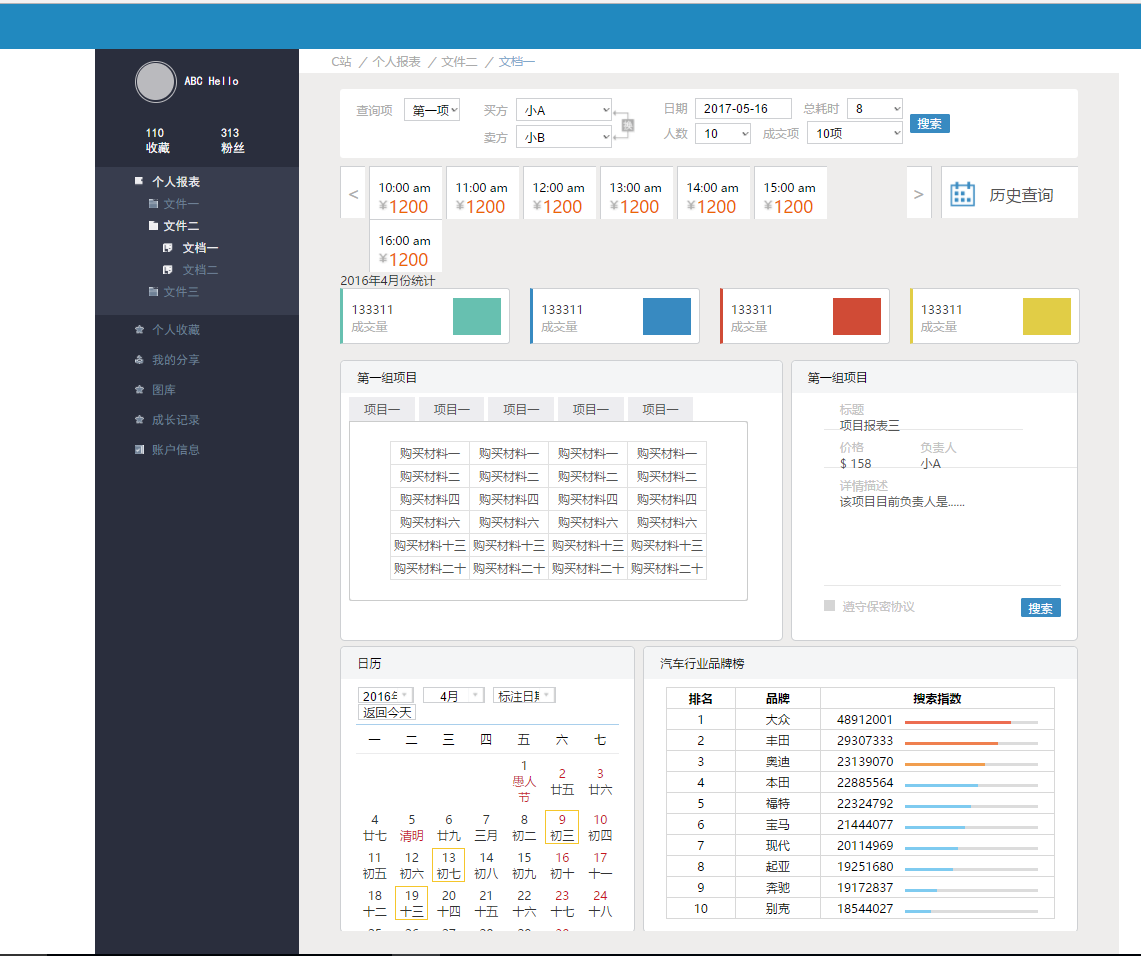 C站 / 个人报表 / 文件二 / 文档一
ABC Hello
110 313
收藏 粉丝
个人报表
文件一
文件二
文档一
文档二
文件三
个人收藏
我的分享
图库
成长记录
账户信息
查询项 第一项 买方 小A 换 日期 2017-05-16 总耗时 8 搜索
卖方 小B 人数 10 成交项 10项
< 10:00 am 11:00 am 12:00 am 13:00 am 14:00 am 15:00 am > 历史查询
¥1200 ¥1200 ¥1200 ¥1200 ¥1200 ¥1200
16:00 am
¥1200
2016年4月份统计
133311 133311 133311 133311
成交量 成交量 成交量 成交量
第一组项目
项目一 项目一 项目一 项目一 项目一
购买材料一 购买材料一 购买材料一 购买材料一
购买材料二 购买材料二 购买材料二 购买材料二
购买材料四 购买材料四 购买材料四 购买材料四
购买材料六 购买材料六 购买材料六 购买材料六
购买材料十三 购买材料十三 购买材料十三 购买材料十三
购买材料二十 购买材料二十 购买材料二十 购买材料二十
第一组项目
标题
项目报表三
价格 负责人
$ 158 小A
详情描述
该项目目前负责人是......
遵守保密协议 搜索
日历
2016年 4月 标注日期
返回今天
一 二 三 四 五 六 七
1 2 3
愚人节 廿五 廿六
4 5 6 7 8 9 10
廿七 清明 廿九 三月 初二 初三 初四
11 12 13 14 15 16 17
初五 初六 初七 初八 初九 初十 十一
18 19 20 21 22 23 24
十二 十三 十四 十五 十六 十七 十八
汽车行业品牌榜
排名 品牌 搜索指数
1 大众 48912001
2 丰田 29307333
3 奥迪 23139070
4 本田 22885564
5 福特 22324792
6 宝马 21444077
7 现代 20114969
8 起亚 19251680
9 奔驰 19172837
10 别克 18544027